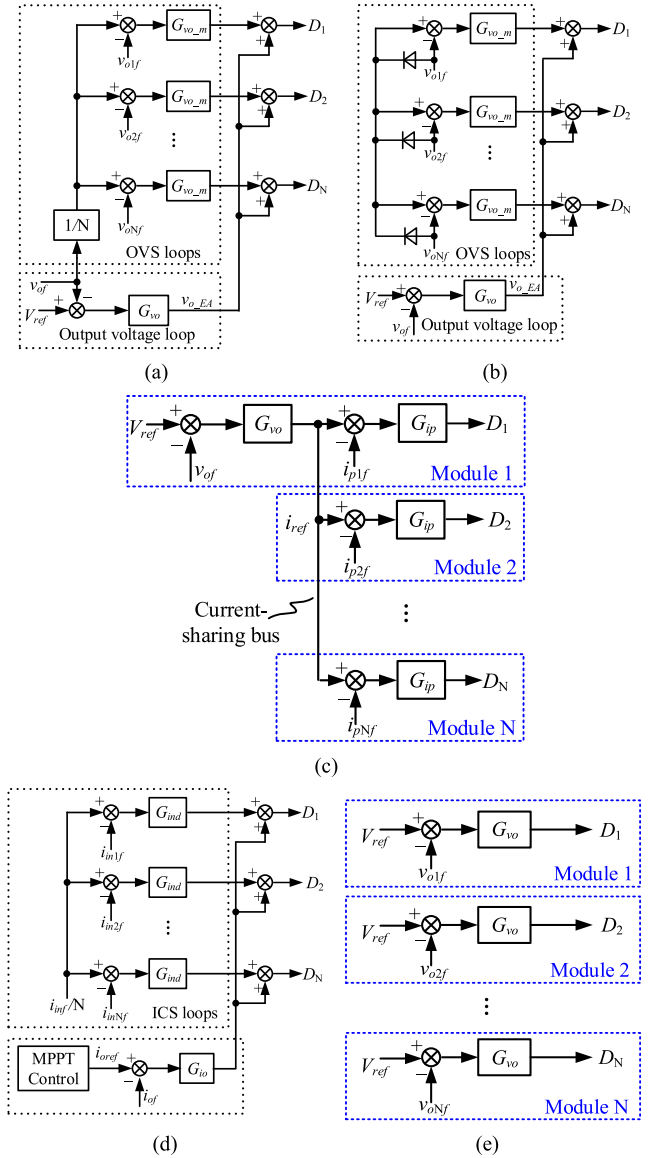 + − v_o1f G_vo_m + + D_1
+ − v_o2f G_vo_m + + D_2
⋮
+ − v_oNf G_vo_m + + D_N
1/N
OVS loops
v_of
V_ref + − G_vo v_o_EA
Output voltage loop
(a)
+ − v_o1f G_vo_m + + D_1
+ − v_o2f G_vo_m + + D_2
⋮
+ − v_oNf G_vo_m + + D_N
OVS loops
V_ref + − v_of G_vo v_o_EA
Output voltage loop
(b)
V_ref + − v_of G_vo + − i_p1f G_ip D_1
Module 1
i_ref + − i_p2f G_ip D_2
Module 2
Current-
sharing bus
⋮
+ − i_pNf G_ip D_N
Module N
(c)
+ − i_in1f G_ind + + D_1
+ − i_in2f G_ind + + D_2
⋮
+ − i_inNf G_ind + + D_N
i_inf/N
ICS loops
MPPT
Control
i_oref + − i_of G_io
(d)
V_ref + − v_o1f G_vo D_1
Module 1
V_ref + − v_o2f G_vo D_2
Module 2
⋮
V_ref + − v_oNf G_vo D_N
Module N
(e)